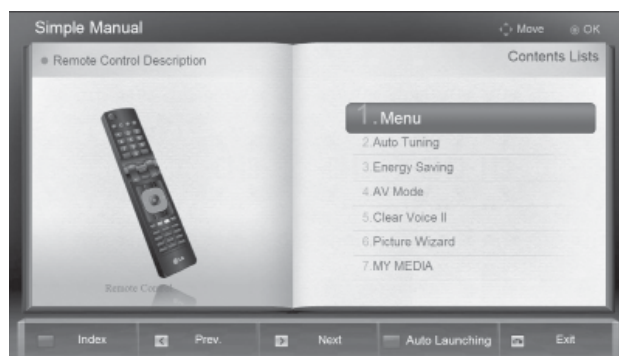 Simple Manual
Move
OK
Remote Control Description
Contents Lists
1.Menu
2.Auto Tuning
3.Energy Saving
4.AV Mode
5.Clear Voice II
6.Picture Wizard
7.MY MEDIA
LG
Remote Control
Index
Prev.
Next
Auto Launching
Exit